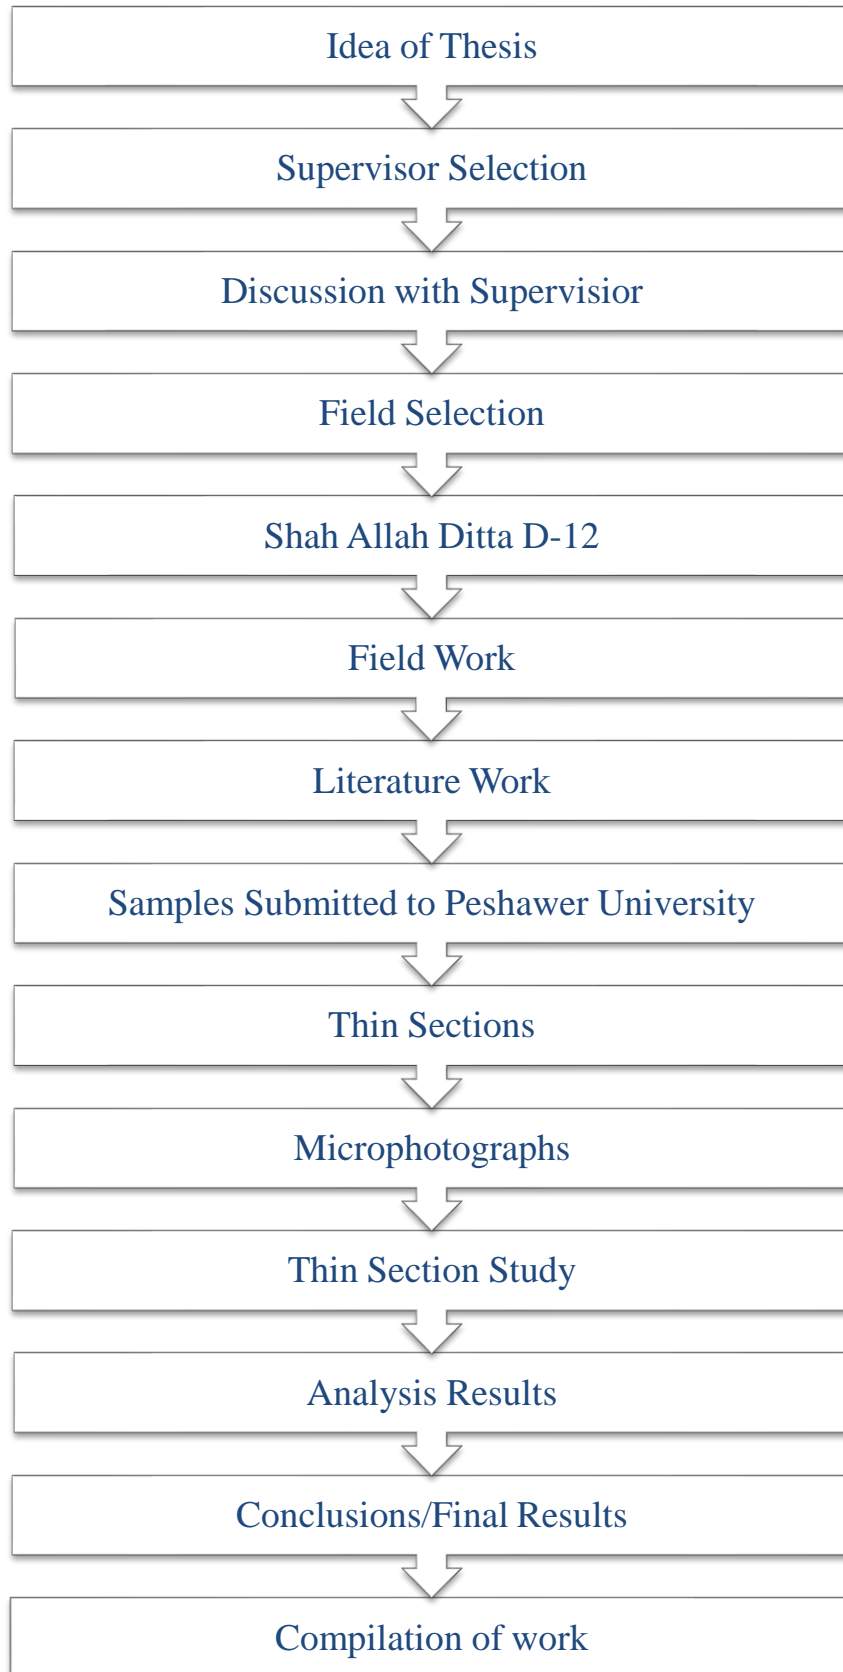 Idea of Thesis
Supervisor Selection
Discussion with Supervisior
Field Selection
Shah Allah Ditta D-12
Field Work
Literature Work
Samples Submitted to Peshawer University
Thin Sections
Microphotographs
Thin Section Study
Analysis Results
Conclusions/Final Results
Compilation of work